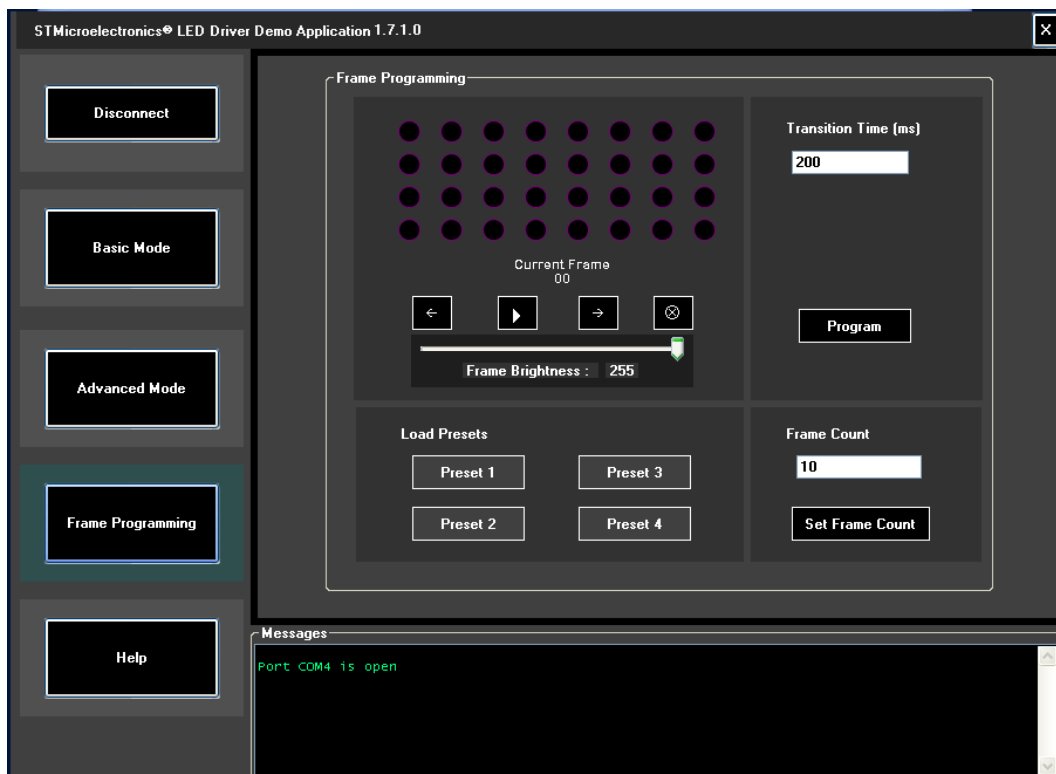 STMicroelectronics® LED Driver Demo Application 1.7.1.0
X
Disconnect
Basic Mode
Advanced Mode
Frame Programming
Help
Frame Programming
Current Frame
00
Frame Brightness : 255
Transition Time (ms)
200
Program
Load Presets
Preset 1
Preset 3
Preset 2
Preset 4
Frame Count
10
Set Frame Count
Messages
Port COM4 is open